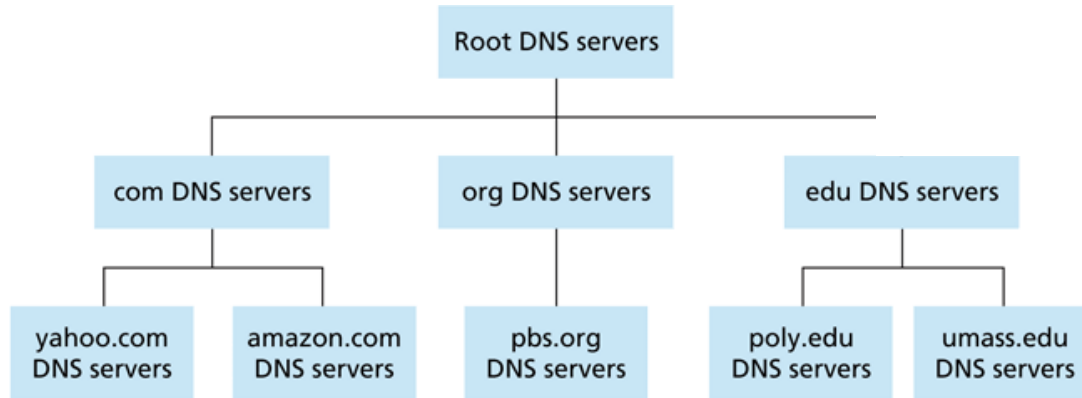 Root DNS servers
com DNS servers
org DNS servers
edu DNS servers
yahoo.com
DNS servers
amazon.com
DNS servers
pbs.org
DNS servers
poly.edu
DNS servers
umass.edu
DNS servers